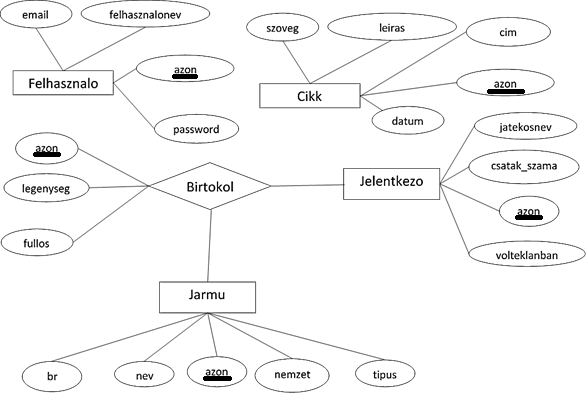 email
felhasznalonev
szoveg
leiras
cim
Felhasznalo
azon
Cikk
azon
datum
password
jatekosnev
azon
csatak_szama
legenyseg
Birtokol
Jelentkezo
azon
fullos
volteklanban
Jarmu
br
nev
azon
nemzet
tipus